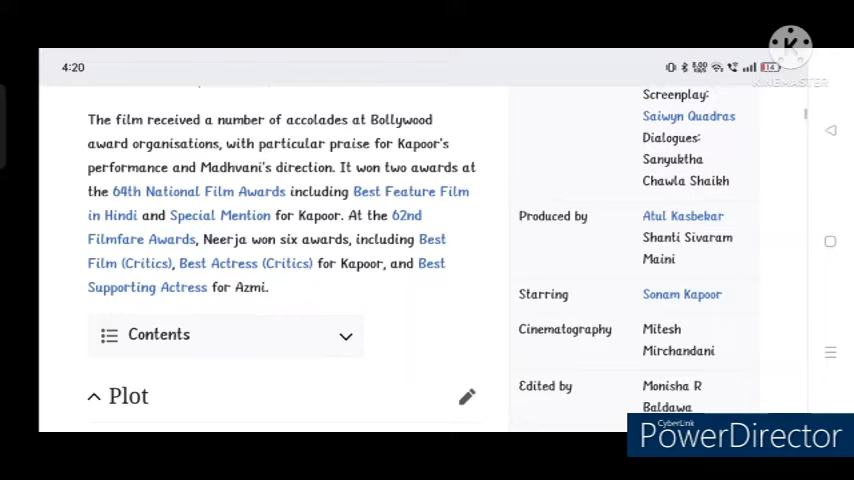 4:20
5.00
14
KINEMASTER
The film received a number of accolades at Bollywood
award organisations, with particular praise for Kapoor's
performance and Madhvani's direction. It won two awards at
the 64th National Film Awards including Best Feature Film
in Hindi and Special Mention for Kapoor. At the 62nd
Filmfare Awards, Neerja won six awards, including Best
Film (Critics), Best Actress (Critics) for Kapoor, and Best
Supporting Actress for Azmi.
Contents
Plot
Screenplay:
Saiwyn Quadras
Dialogues:
Sanyuktha
Chawla Shaikh
Produced by
Atul Kasbekar
Shanti Sivaram
Maini
Starring
Sonam Kapoor
Cinematography
Mitesh
Mirchandani
Edited by
Monisha R
Baldawa
CyberLink
PowerDirector